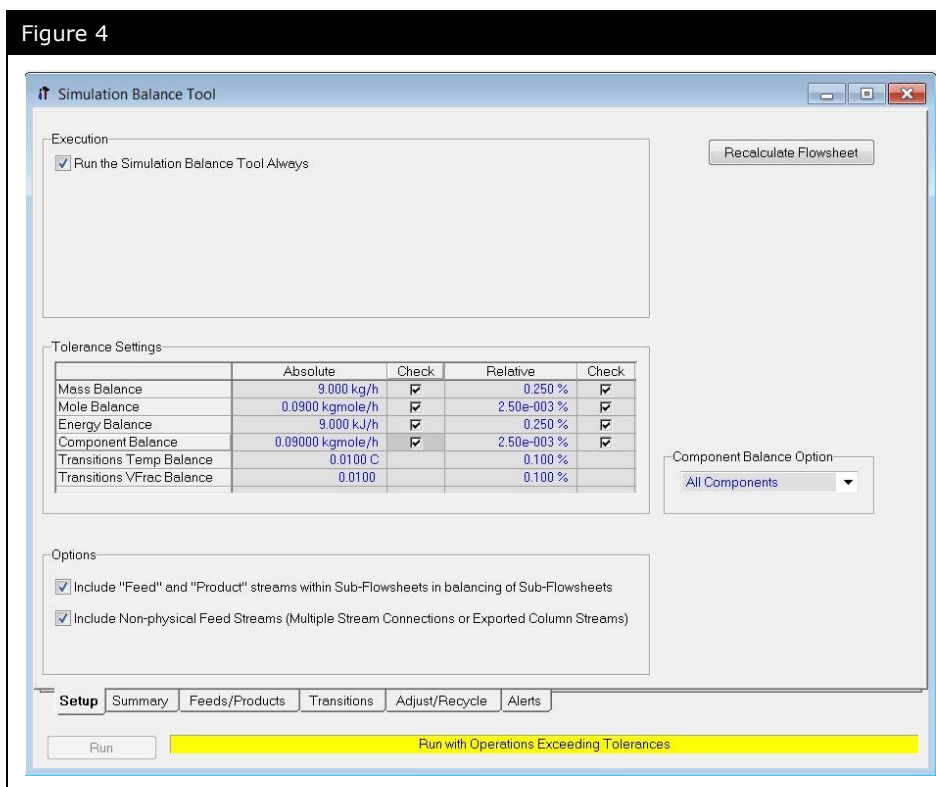 Figure 4
Simulation Balance Tool
Execution
Run the Simulation Balance Tool Always
Recalculate Flowsheet
Tolerance Settings
Absolute Check Relative Check
Mass Balance 9.000 kg/h 0.250 %
Mole Balance 0.0900 kgmole/h 2.50e-003 %
Energy Balance 9.000 kJ/h 0.250 %
Component Balance 0.09000 kgmole/h 2.50e-003 %
Transitions Temp Balance 0.0100 C 0.100 %
Transitions VFrac Balance 0.0100 0.100 %
Component Balance Option
All Components
Options
Include "Feed" and "Product" streams within Sub-Flowsheets in balancing of Sub-Flowsheets
Include Non-physical Feed Streams (Multiple Stream Connections or Exported Column Streams)
Setup Summary Feeds/Products Transitions Adjust/Recycle Alerts
Run Run with Operations Exceeding Tolerances